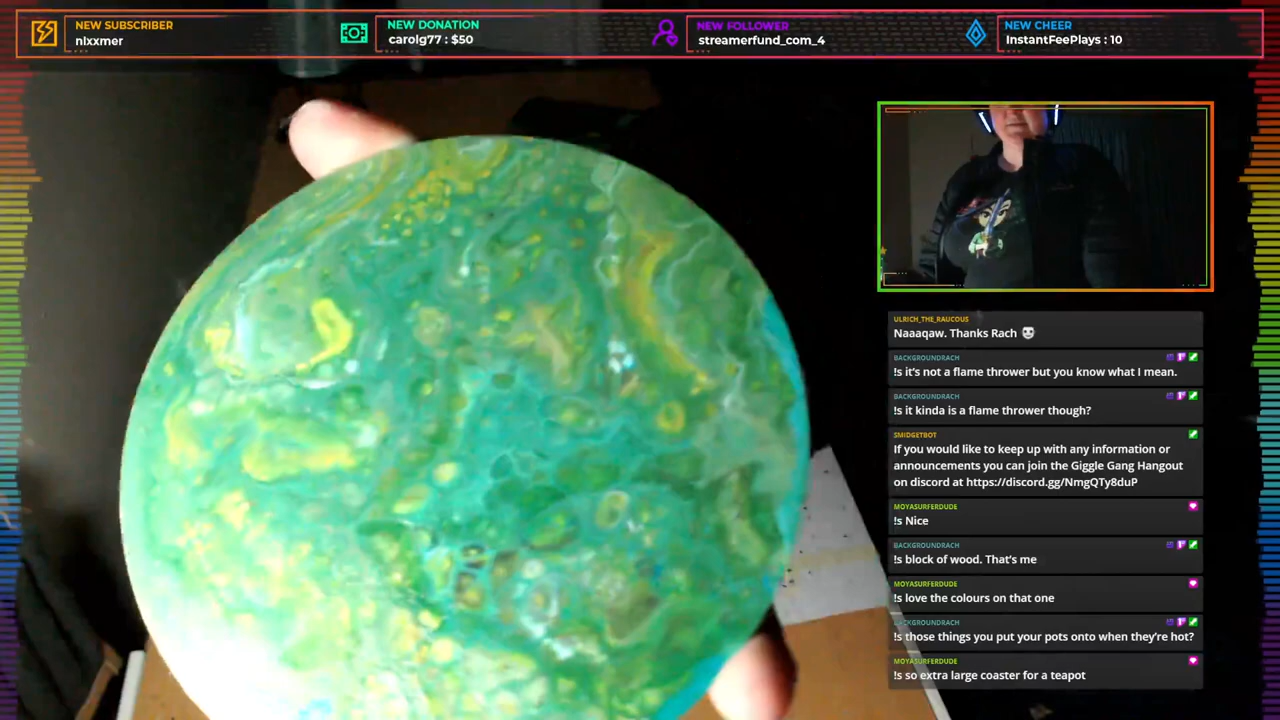 NEW SUBSCRIBER
nlxxmer
NEW DONATION
carolg77 : $50
NEW FOLLOWER
streamerfund_com_4
NEW CHEER
InstantFeePlays : 10
ULRICH_THE_RAUCOUS
Naaaqaw. Thanks Rach
BACKGROUNDRACH
!s it's not a flame thrower but you know what I mean.
BACKGROUNDRACH
!s it kinda is a flame thrower though?
SMIDGETBOT
If you would like to keep up with any information or
announcements you can join the Giggle Gang Hangout
on discord at https://discord.gg/NmgQTy8duP
MOYASURFERDUDE
!s Nice
BACKGROUNDRACH
!s block of wood. That's me
MOYASURFERDUDE
!s love the colours on that one
BACKGROUNDRACH
!s those things you put your pots onto when they're hot?
MOYASURFERDUDE
!s so extra large coaster for a teapot